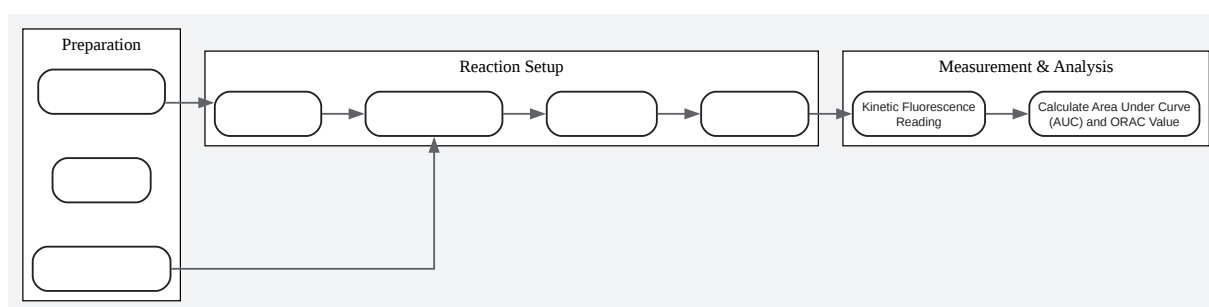 Preparation
Reaction Setup
Measurement & Analysis
Kinetic Fluorescence
Reading
Calculate Area Under Curve
(AUC) and ORAC Value